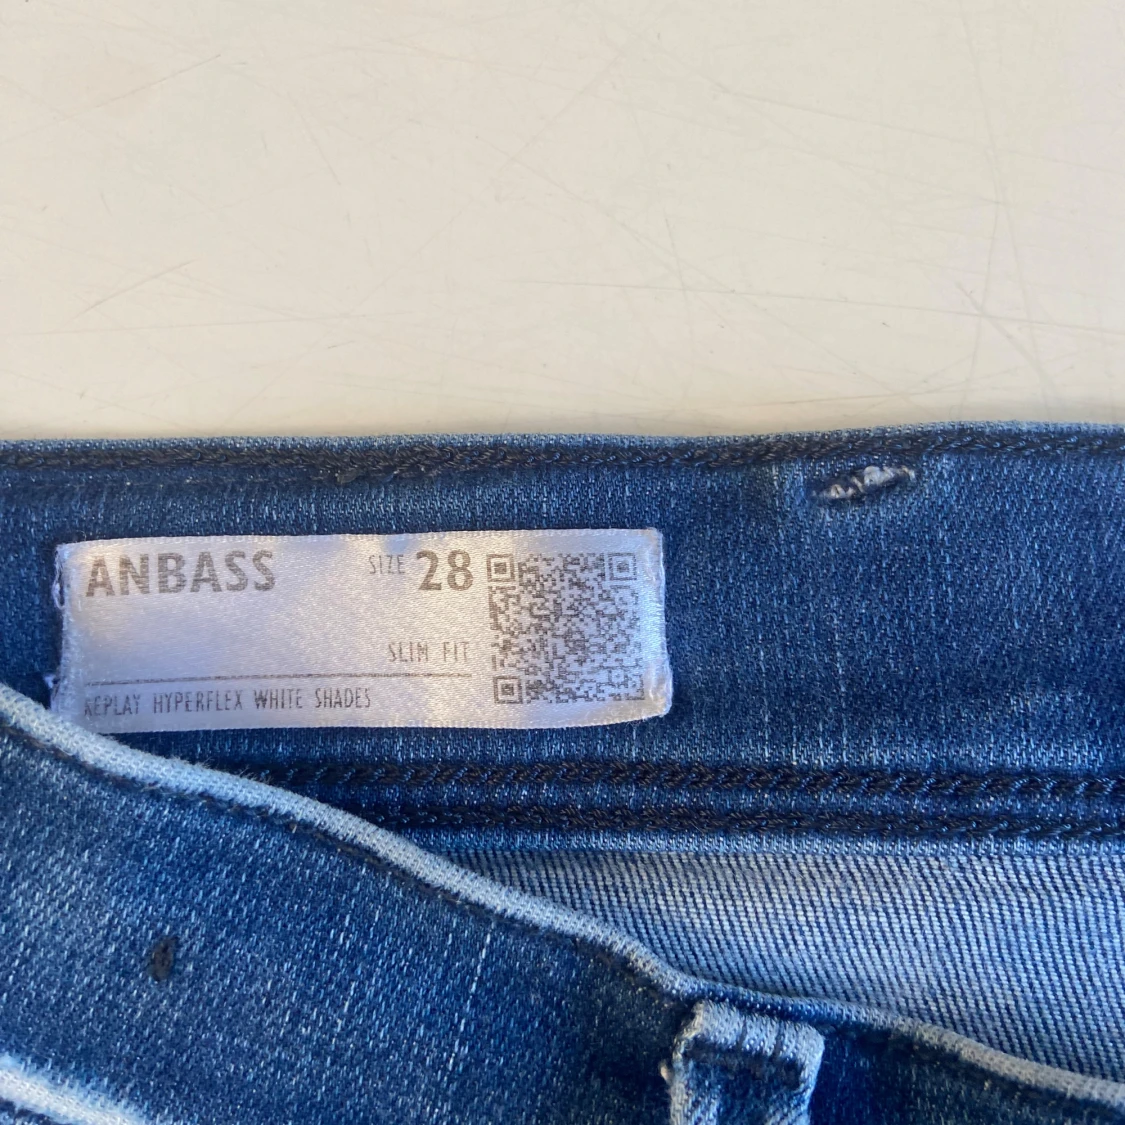 ANBASS SIZE 28
SLIM FIT
REPLAY HYPERFLEX WHITE SHADES